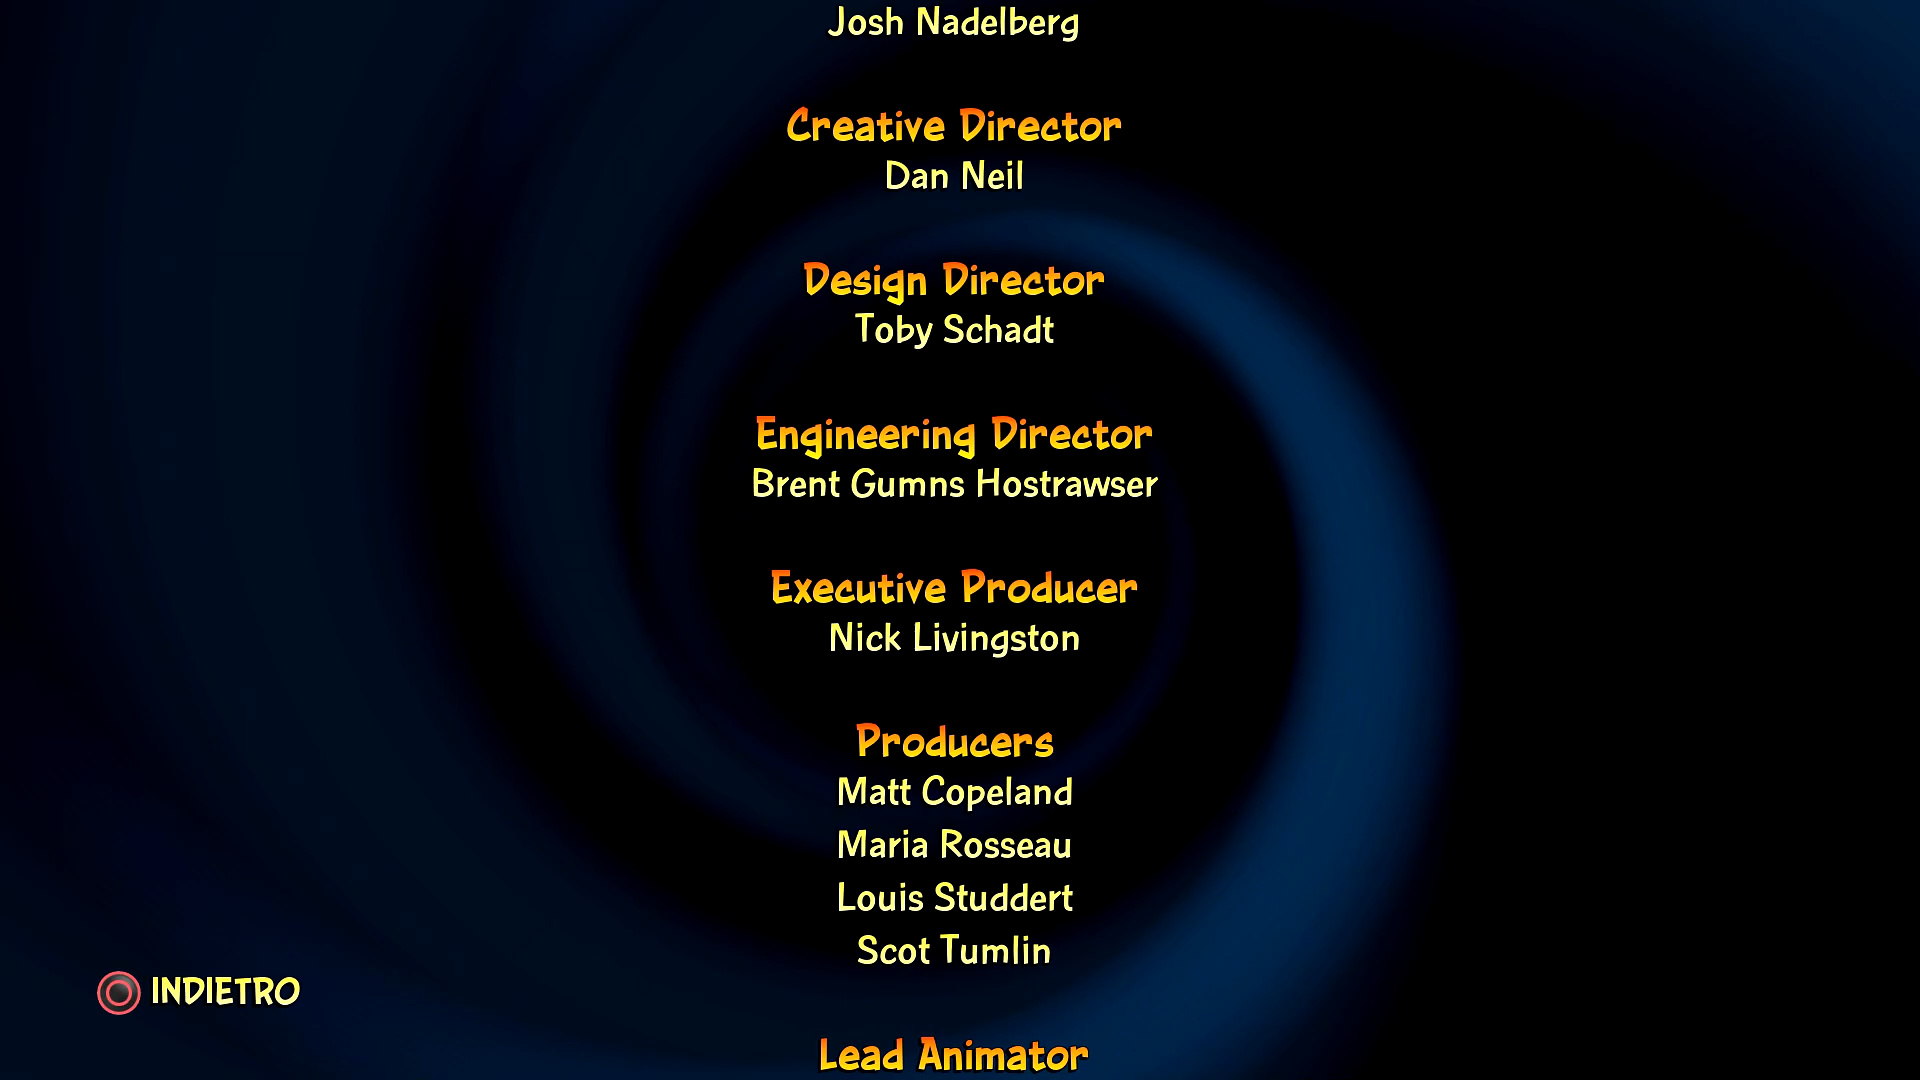 Josh Nadelberg
Creative Director
Dan Neil
Design Director
Toby Schadt
Engineering Director
Brent Gumns Hostrawser
Executive Producer
Nick Livingston
Producers
Matt Copeland
Maria Rosseau
Louis Studdert
Scot Tumlin
INDIETRO
Lead Animator